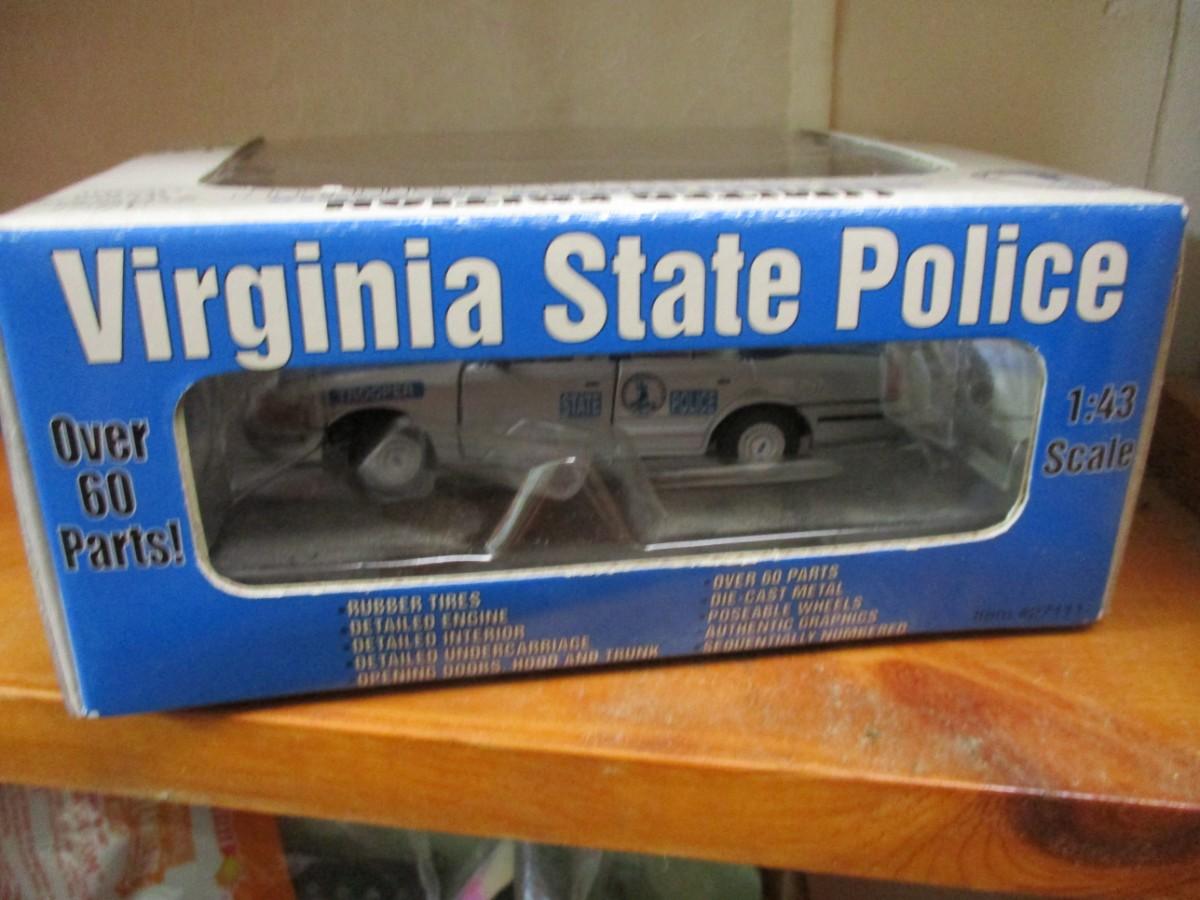 Virginia State Police
TROOPER
STATE POLICE
Over
60
Parts!
1:43
Scale
RUBBER TIRES
DETAILED ENGINE
DETAILED INTERIOR
DETAILED UNDERCARRIAGE
OPENING DOORS, HOOD AND TRUNK
OVER 60 PARTS
DIE-CAST METAL
POSEABLE WHEELS
AUTHENTIC GRAPHICS
SEQUENTIALLY NUMBERED